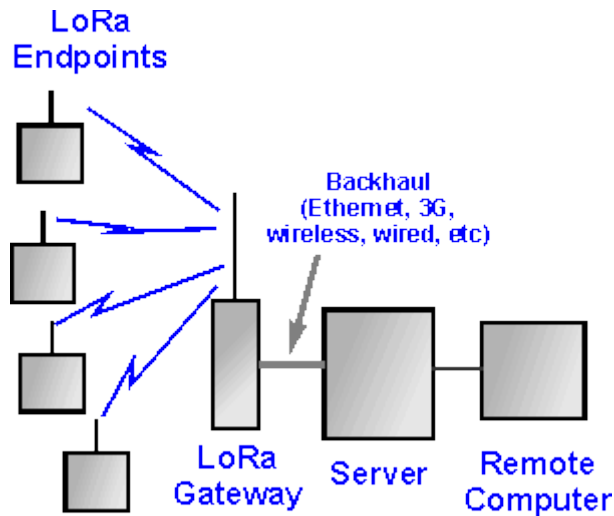 LoRa
Endpoints
Backhaul
(Ethernet, 3G,
wireless, wired, etc)
LoRa
Gateway
Server
Remote
Computer